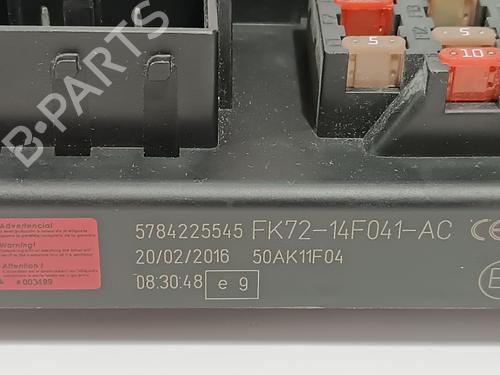 B-PARTS
5
5
10
Advertencia!
Warning!
Attention !
# 003499
5784225545 FK72-14F041-AC CE
20/02/2016 50AK11F04
08:30:48 e 9
E